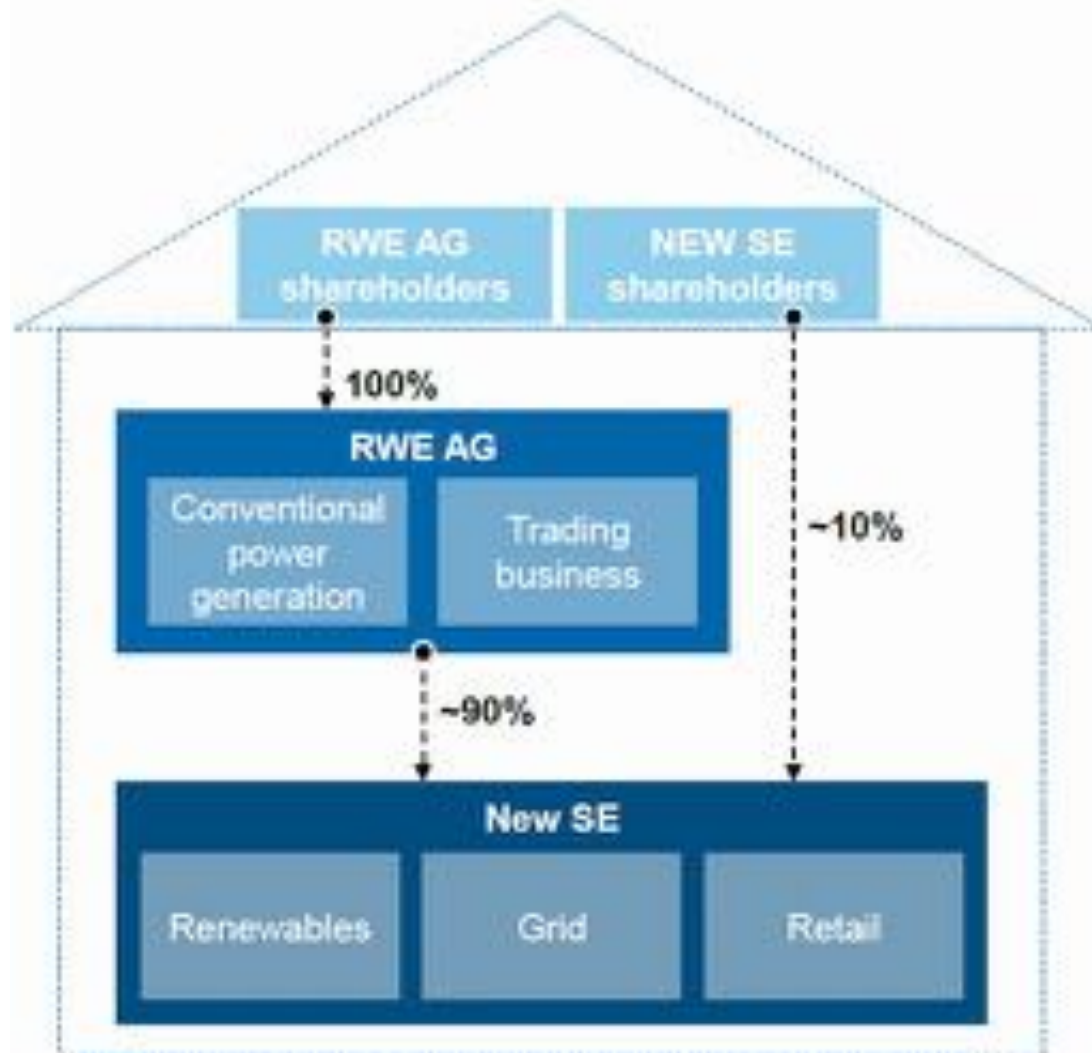 RWE AG
shareholders
NEW SE
shareholders
100%
RWE AG
Conventional
power
generation
Trading
business
~10%
~90%
New SE
Renewables
Grid
Retail